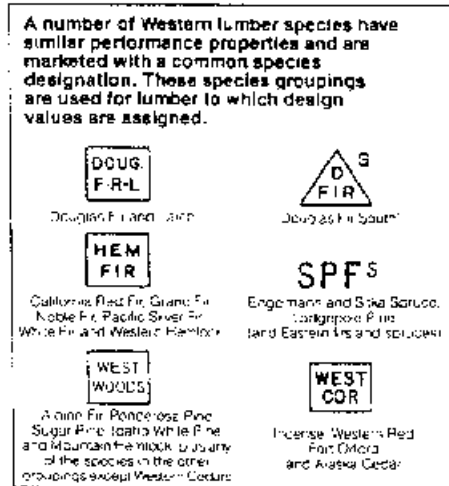 A number of Western lumber species have
similar performance properties and are
marketed with a common species
designation. These species groupings
are used for lumber to which design
values are assigned.
DOUG.
FIR-L
Douglas Fir and Larch
D
FIR
S
Douglas Fir South
HEM
FIR
California Red Fir, Grand Fir
Noble Fir, Pacific Silver Fir
White Fir and Western Hemlock
SPFS
Engelmann and Sitka Spruce,
Lodgepole Pine
(and Eastern firs and spruces)
WEST
WOODS
Alpine Fir, Ponderosa Pine
Sugar Pine, Idaho White Pine
and Mountain Hemlock, plus any
of the species in the other
groupings except Western Cedars
WEST
COR
Incense, Western Red
Port Orford
and Alaska Cedar